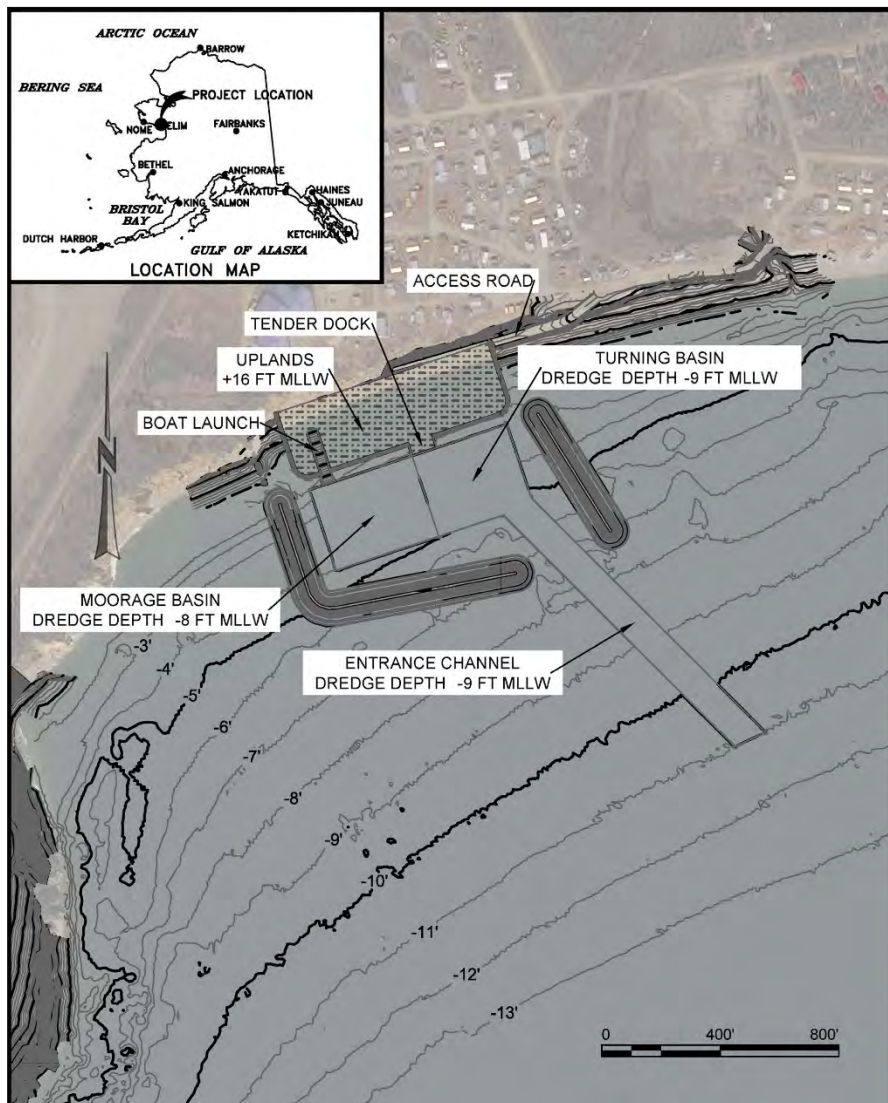 ARCTIC OCEAN
BARROW
BERING SEA
PROJECT LOCATION
NOME
ELIM
FAIRBANKS
BETHEL
ANCHORAGE
YAKATUT
HAINES
JUNEAU
BRISTOL
BAY
KING SALMON
KETCHIKAN
DUTCH HARBOR
GULF OF ALASKA
LOCATION MAP
ACCESS ROAD
TENDER DOCK
UPLANDS
+16 FT MLLW
TURNING BASIN
DREDGE DEPTH -9 FT MLLW
BOAT LAUNCH
N
MOORAGE BASIN
DREDGE DEPTH -8 FT MLLW
ENTRANCE CHANNEL
DREDGE DEPTH -9 FT MLLW
-3'
-4'
-5'
-6'
-7'
-8'
-9'
-10'
-11'
-12'
-13'
0 400' 800'